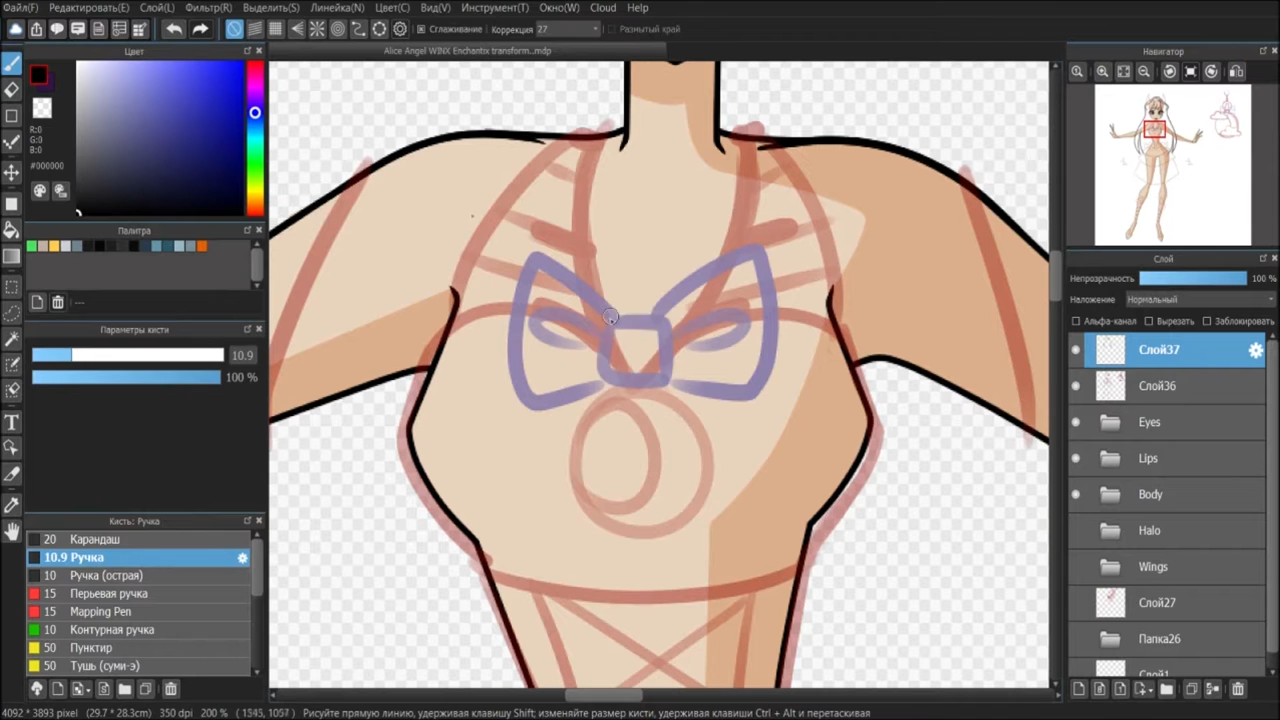 Файл(F) Редактировать(E) Слой(L) Фильтр(R) Выделить(S) Линейка(N) Цвет(C) Вид(V) Инструмент(T) Окно(W) Cloud Help
Сглаживание Коррекция 27 Размытый край
Цвет
Alice Angel WINX Enchantix transform...mdp
Навигатор
R:0
G:0
B:0
#000000
Палитра
---
Параметры кисти
10.9
100 %
Кисть: Ручка
20 Карандаш
10.9 Ручка
10 Ручка (острая)
15 Перьевая ручка
15 Mapping Pen
10 Контурная ручка
50 Пунктир
50 Тушь (суми-э)
Слой
Непрозрачность 100 %
Наложение Нормальный
Альфа-канал Вырезать Заблокировать
Слой37
Слой36
Eyes
Lips
Body
Halo
Wings
Слой27
Папка26
Слой1
4092 * 3893 pixel (29.7 * 28.3cm) 350 dpi 200 % Рисуйте прямую линию, удерживая клавишу Shift; изменяйте размер кисти, удерживая клавиши Ctrl + Alt и перетаскивая